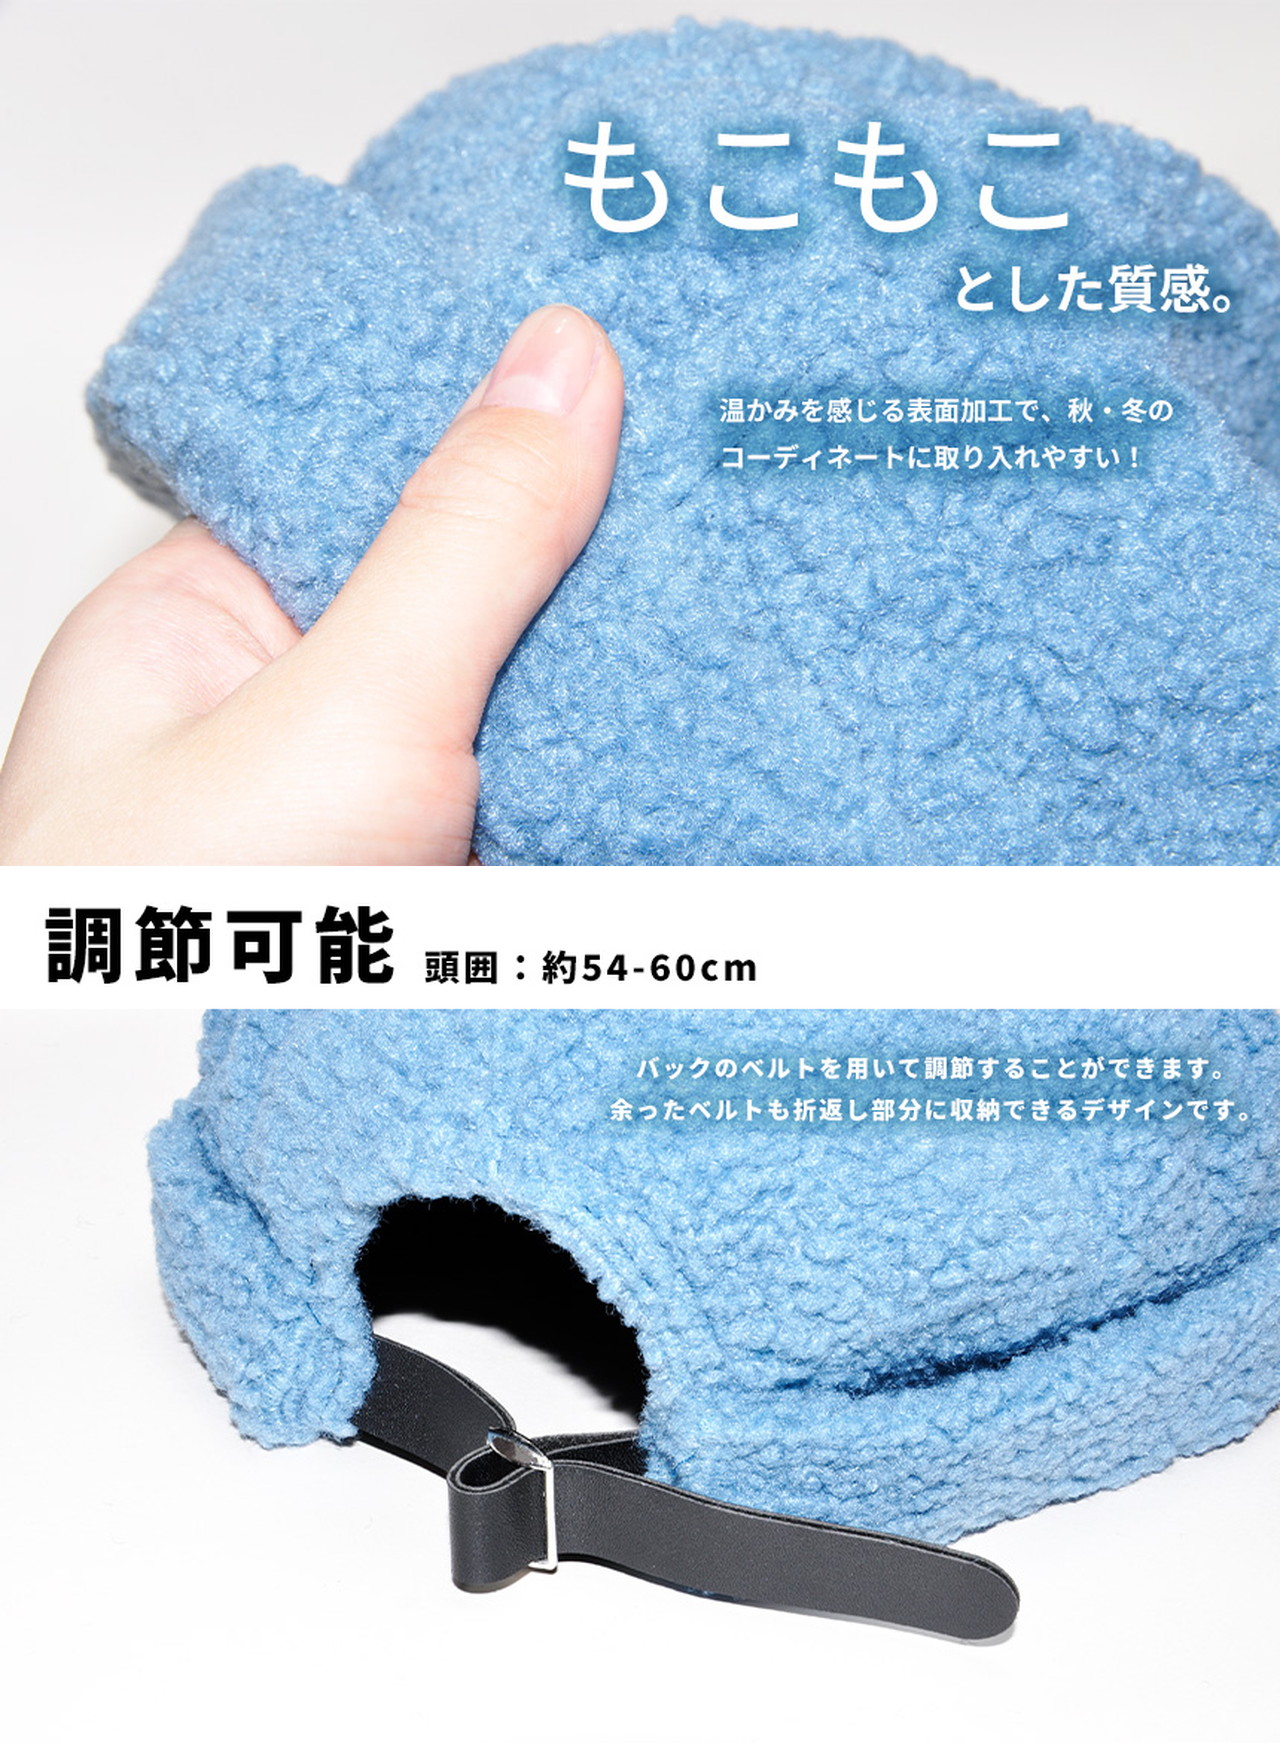 もこもこ
とした質感。
温かみを感じる表面加工で、秋・冬の
コーディネートに取り入れやすい！
調節可能 頭囲：約54-60cm
バックのベルトを用いて調節することができます。
余ったベルトも折返し部分に収納できるデザインです。